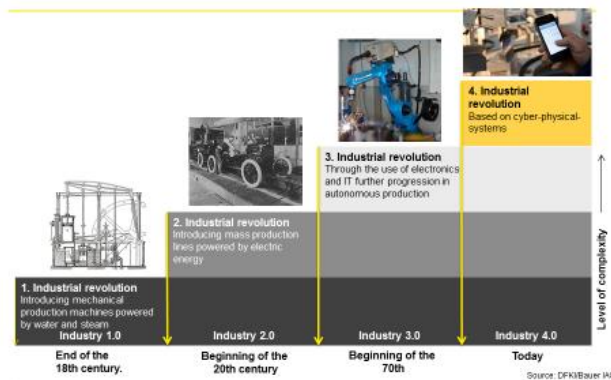 4. Industrial
revolution
Based on cyber-physical-
systems
3. Industrial revolution
Through the use of electronics
and IT further progression in
autonomous production
2. Industrial revolution
Introducing mass production
lines powered by electric
energy
1. Industrial revolution
Introducing mechanical
production machines powered
by water and steam
Level of complexity
Industry 1.0
Industry 2.0
Industry 3.0
Industry 4.0
End of the
18th century.
Beginning of the
20th century
Beginning of the
70th
Today
Source: DFKI/Bauer IAO